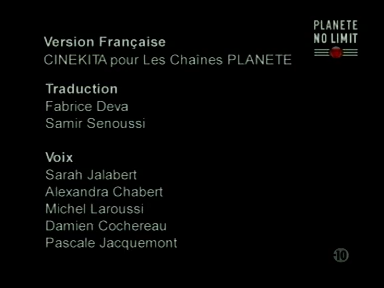 PLANETE
NO LIMIT
Version Française
CINEKITA pour Les Chaînes PLANETE
Traduction
Fabrice Deva
Samir Senoussi
Voix
Sarah Jalabert
Alexandra Chabert
Michel Laroussi
Damien Cochereau
Pascale Jacquemont
-10